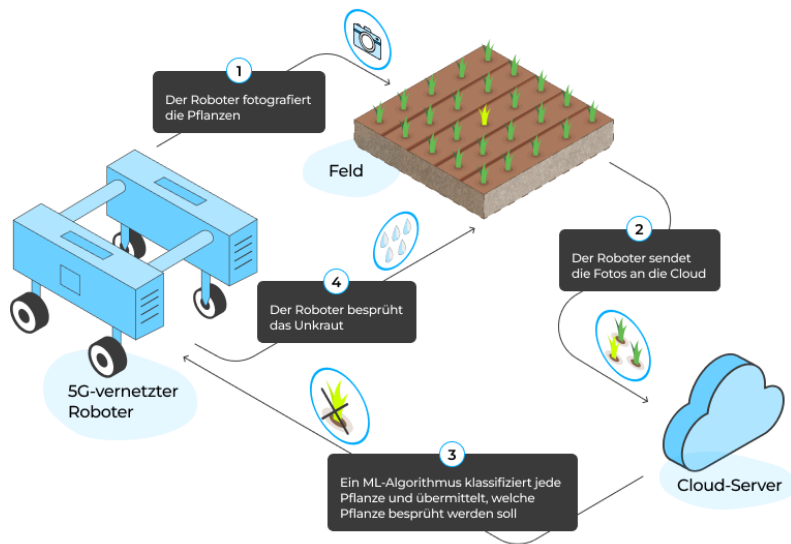 1
Der Roboter fotografiert
die Pflanzen
Feld
2
Der Roboter sendet
die Fotos an die Cloud
4
Der Roboter besprüht
das Unkraut
5G-vernetzter
Roboter
3
Ein ML-Algorithmus klassifiziert jede
Pflanze und übermittelt, welche
Pflanze besprüht werden soll
Cloud-Server